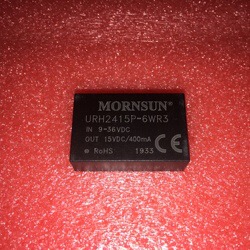 MORNSUN®
URH2415P-6WR3
IN 9-36VDC
OUT 15VDC/400mA
RoHS 1933 CE